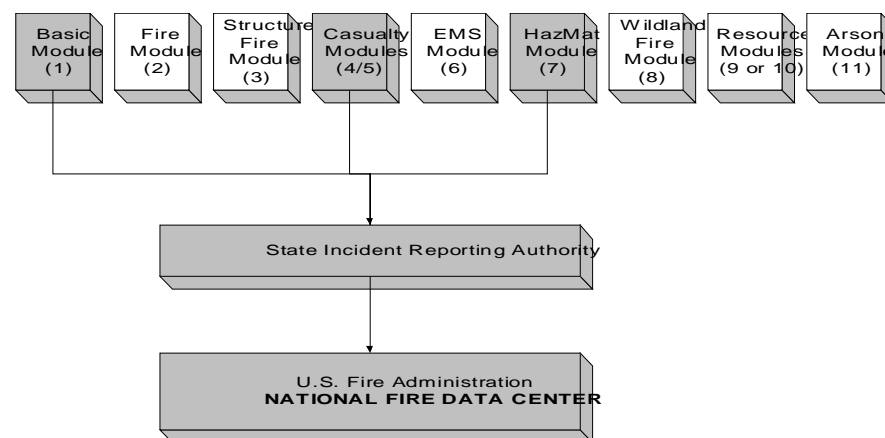 Basic
Module
(1)
Fire
Module
(2)
Structure
Fire
Module
(3)
Casualty
Modules
(4/5)
EMS
Module
(6)
HazMat
Module
(7)
Wildland
Fire
Module
(8)
Resource
Modules
(9 or 10)
Arson
Module
(11)
State Incident Reporting Authority
U.S. Fire Administration
NATIONAL FIRE DATA CENTER